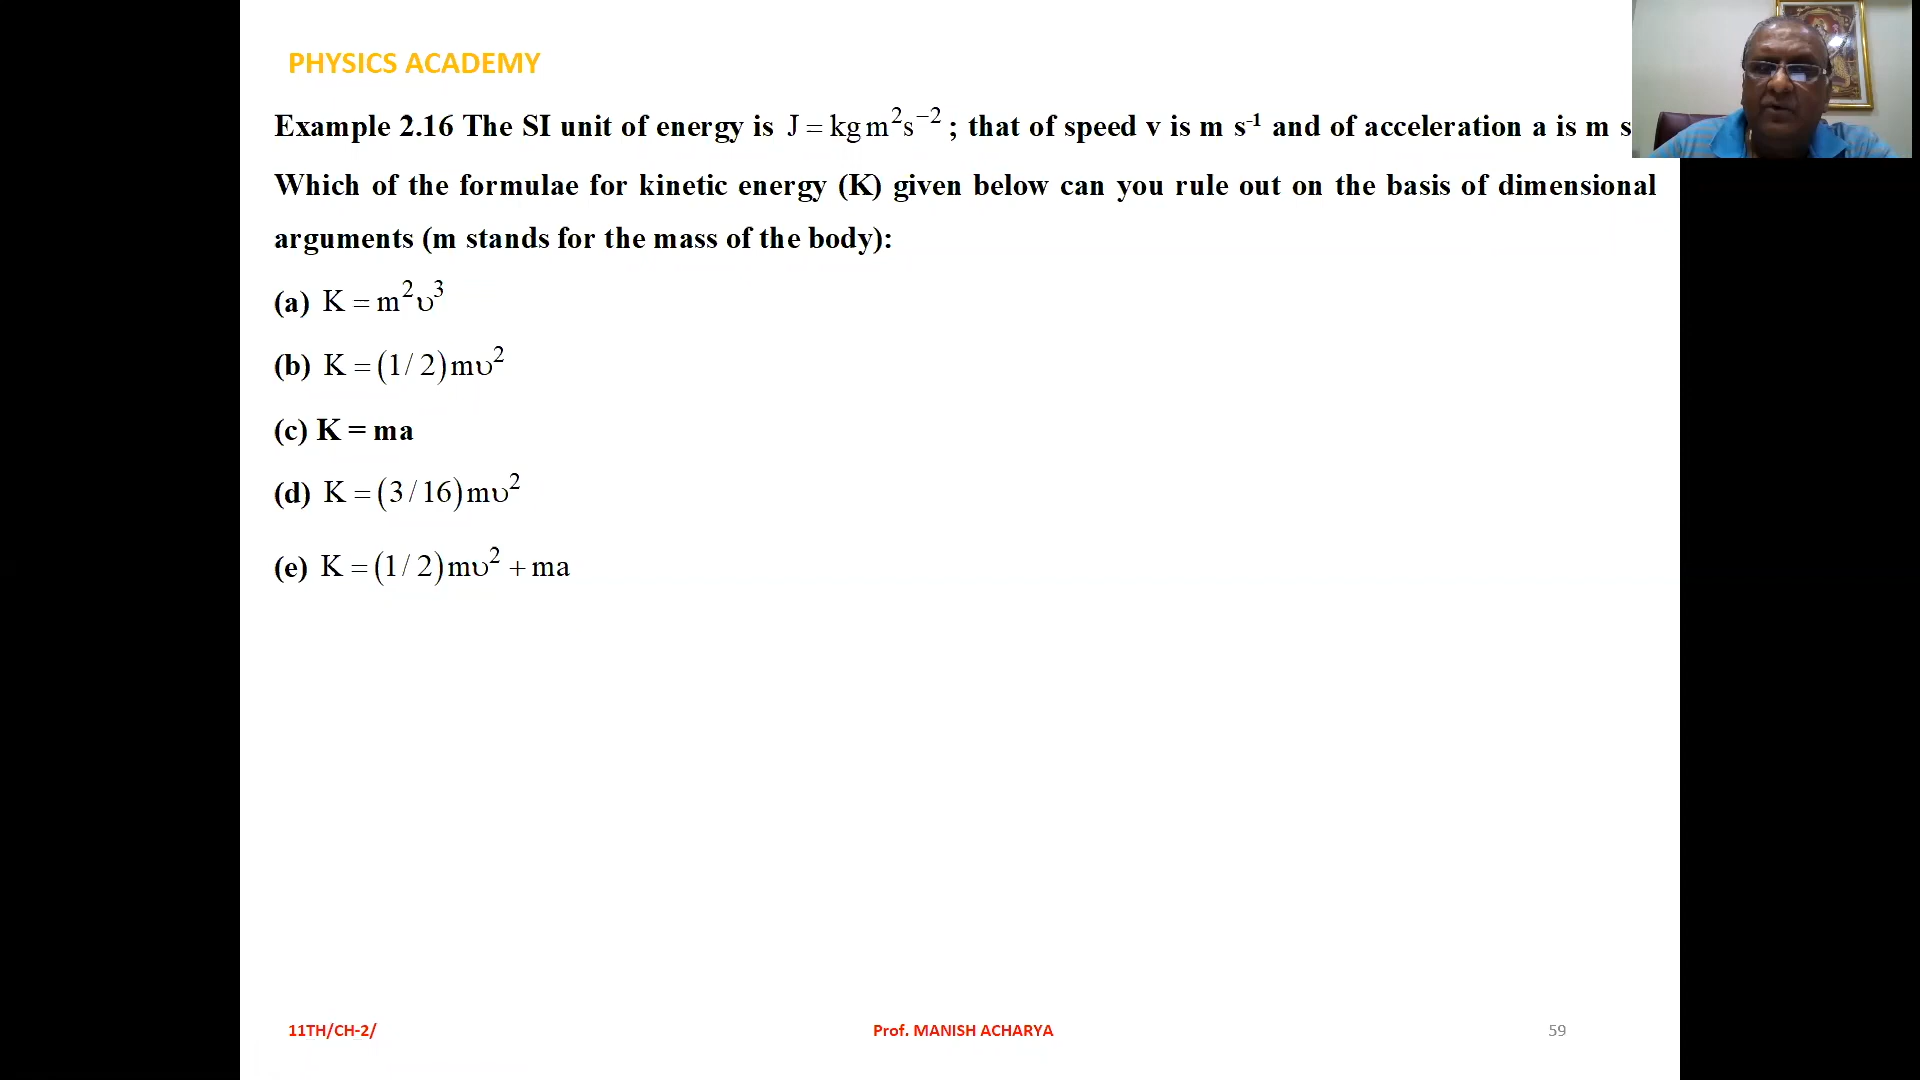 PHYSICS ACADEMY
Example 2.16 The SI unit of energy is J = kg m²s⁻² ; that of speed v is m s⁻¹ and of acceleration a is m s
Which of the formulae for kinetic energy (K) given below can you rule out on the basis of dimensional
arguments (m stands for the mass of the body):
(a) K = m²υ³
(b) K = (1/ 2)mυ²
(c) K = ma
(d) K = (3/16)mυ²
(e) K = (1/ 2)mυ² + ma
11TH/CH-2/ Prof. MANISH ACHARYA 59